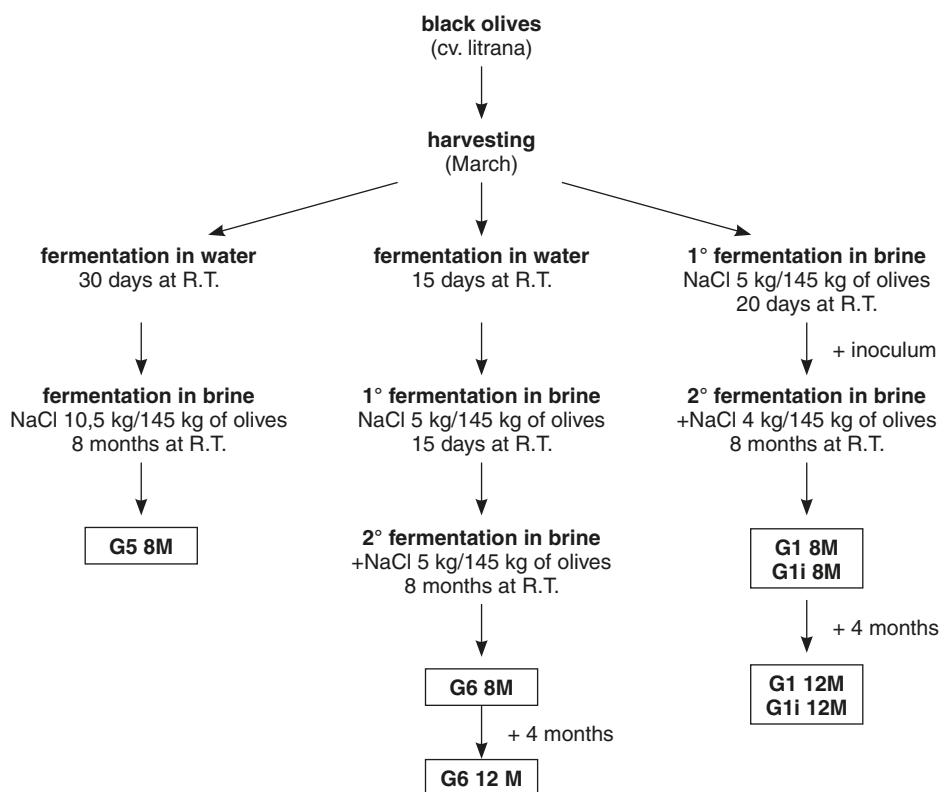 black olives
(cv. litrana)
harvesting
(March)
fermentation in water
30 days at R.T.
fermentation in brine
NaCl 10,5 kg/145 kg of olives
8 months at R.T.
G5 8M
fermentation in water
15 days at R.T.
1° fermentation in brine
NaCl 5 kg/145 kg of olives
15 days at R.T.
2° fermentation in brine
+NaCl 5 kg/145 kg of olives
8 months at R.T.
G6 8M
+ 4 months
G6 12 M
1° fermentation in brine
NaCl 5 kg/145 kg of olives
20 days at R.T.
+ inoculum
2° fermentation in brine
+NaCl 4 kg/145 kg of olives
8 months at R.T.
G1 8M
G1i 8M
+ 4 months
G1 12M
G1i 12M